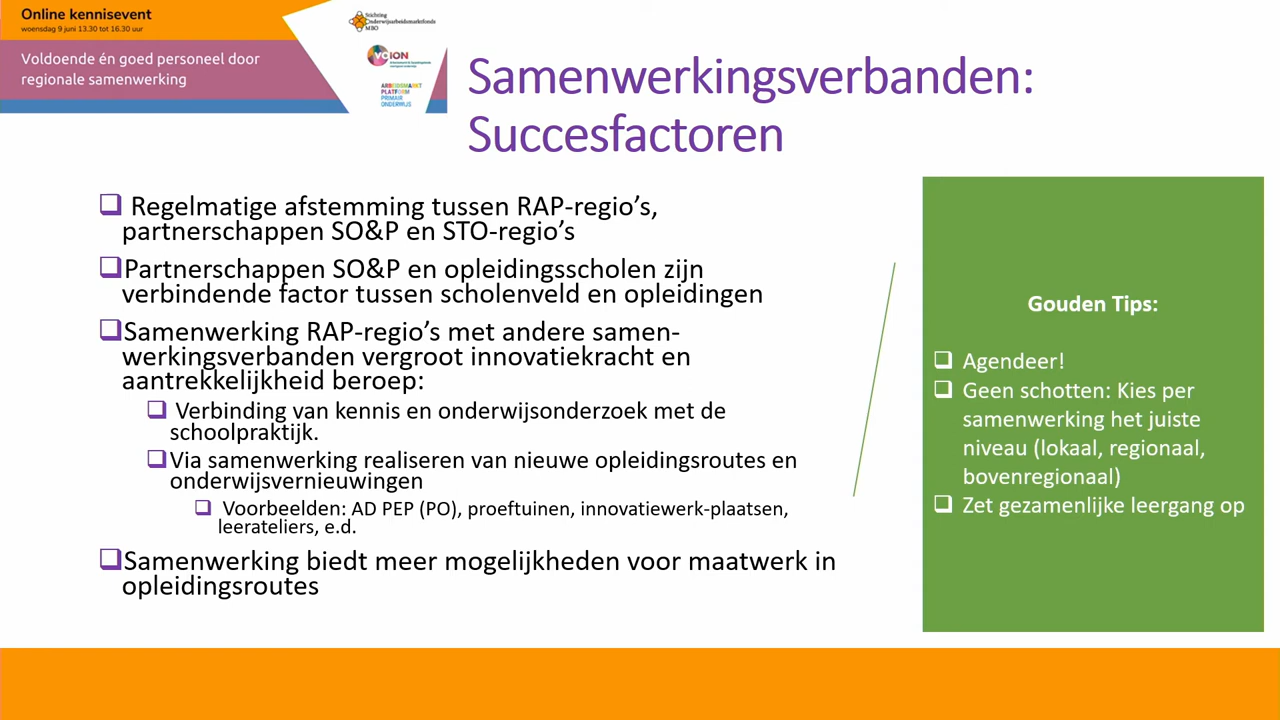 Online kennisevent
woensdag 9 juni 13.30 tot 16.30 uur
Voldoende én goed personeel door
regionale samenwerking
Stichting
Onderwijsarbeidsmarktfonds
MBO
VOION
ARBEIDSMARKT
PLATFORM
PRIMAIR
ONDERWIJS
Samenwerkingsverbanden:
Succesfactoren
❑ Regelmatige afstemming tussen RAP-regio’s,
partnerschappen SO&P en STO-regio’s
❑Partnerschappen SO&P en opleidingsscholen zijn
verbindende factor tussen scholenveld en opleidingen
❑Samenwerking RAP-regio’s met andere samen-
werkingsverbanden vergroot innovatiekracht en
aantrekkelijkheid beroep:
❑ Verbinding van kennis en onderwijsonderzoek met de
schoolpraktijk.
❑Via samenwerking realiseren van nieuwe opleidingsroutes en
onderwijsvernieuwingen
❑ Voorbeelden: AD PEP (PO), proeftuinen, innovatiewerk-plaatsen,
lerateliers, e.d.
❑Samenwerking biedt meer mogelijkheden voor maatwerk in
opleidingsroutes
Gouden Tips:
❑ Agendeer!
❑ Geen schotten: Kies per
samenwerking het juiste
niveau (lokaal, regionaal,
bovenregionaal)
❑ Zet gezamenlijke leergang op